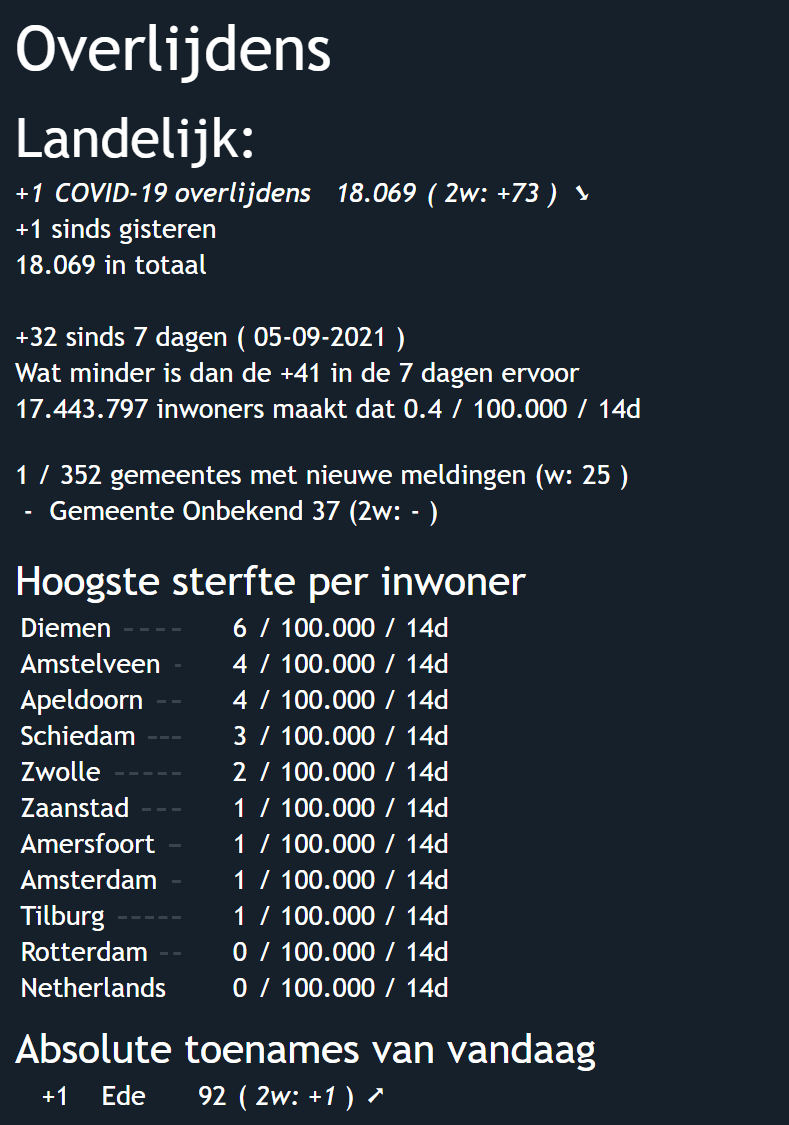 Overlijdens
Landelijk:
+1 COVID-19 overlijdens 18.069 ( 2w: +73 ) ➘
+1 sinds gisteren
18.069 in totaal
+32 sinds 7 dagen ( 05-09-2021 )
Wat minder is dan de +41 in de 7 dagen ervoor
17.443.797 inwoners maakt dat 0.4 / 100.000 / 14d
1 / 352 gemeentes met nieuwe meldingen (w: 25 )
- Gemeente Onbekend 37 (2w: - )
Hoogste sterfte per inwoner
Diemen ---- 6 / 100.000 / 14d
Amstelveen - 4 / 100.000 / 14d
Apeldoorn -- 4 / 100.000 / 14d
Schiedam --- 3 / 100.000 / 14d
Zwolle ----- 2 / 100.000 / 14d
Zaanstad --- 1 / 100.000 / 14d
Amersfoort - 1 / 100.000 / 14d
Amsterdam - 1 / 100.000 / 14d
Tilburg ----- 1 / 100.000 / 14d
Rotterdam -- 0 / 100.000 / 14d
Netherlands 0 / 100.000 / 14d
Absolute toenames van vandaag
+1 Ede 92 ( 2w: +1 ) ➚